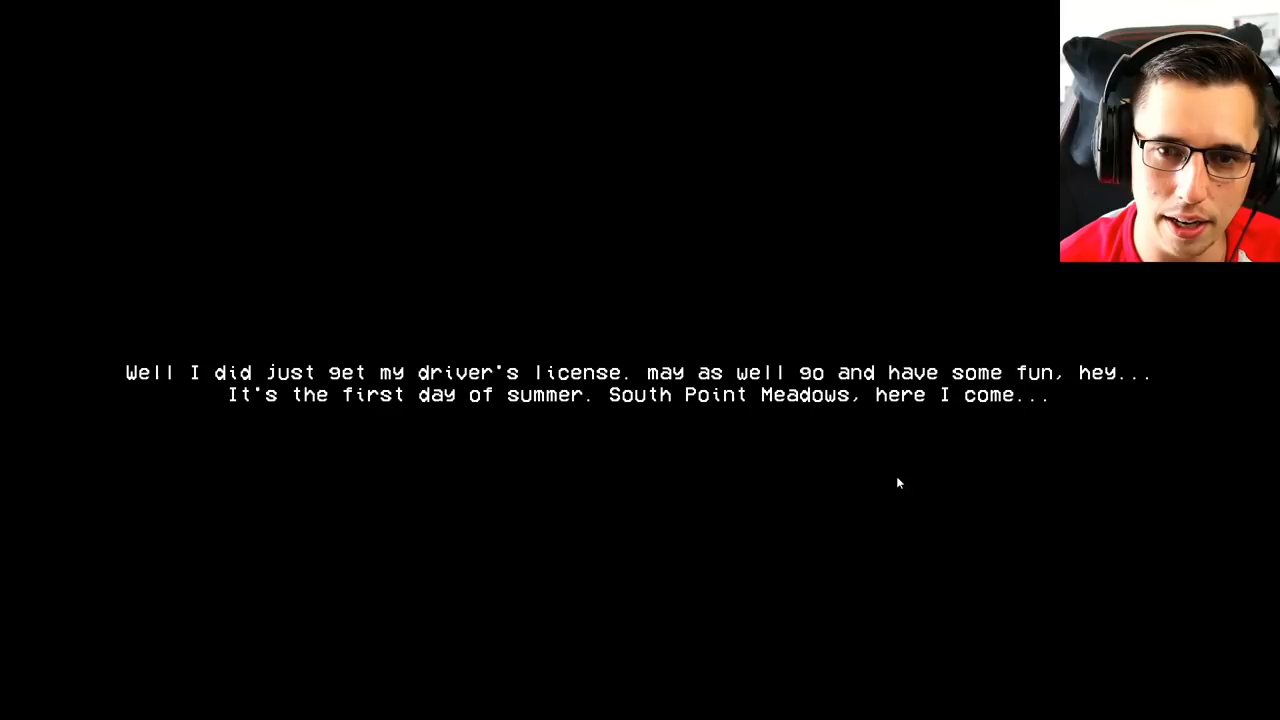 Well I did just get my driver's license. may as well go and have some fun, hey...
It's the first day of summer. South Point Meadows, here I come...